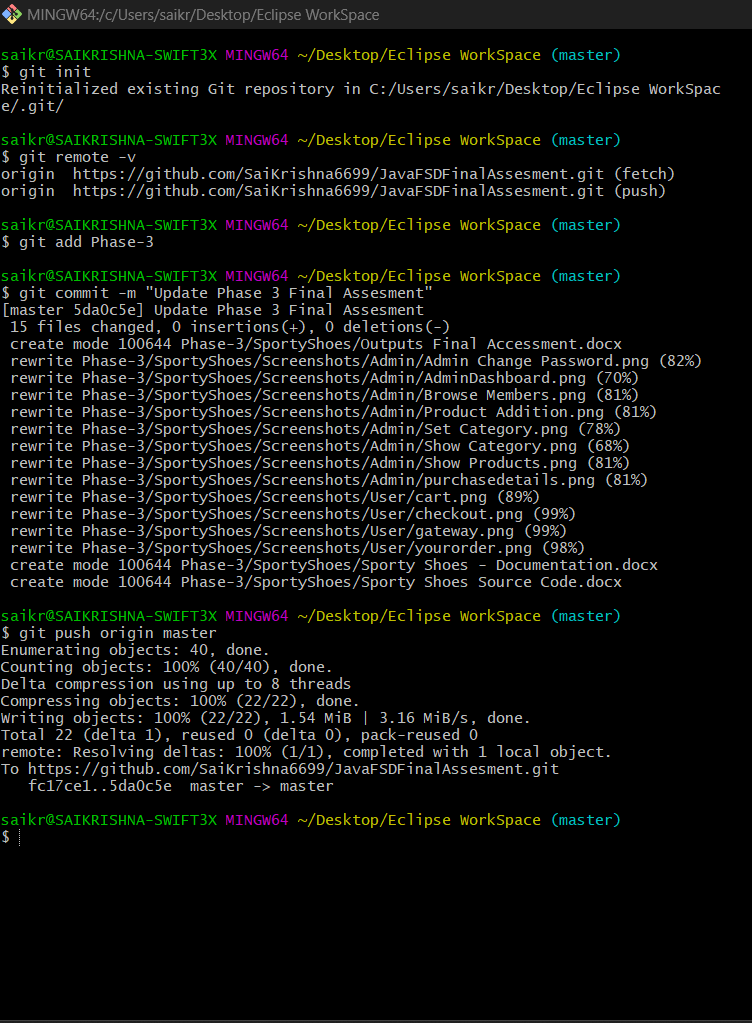 MINGW64:/c/Users/saikr/Desktop/Eclipse WorkSpace
saikr@SAIKRISHNA-SWIFT3X MINGW64 ~/Desktop/Eclipse WorkSpace (master)
$ git init
Reinitialized existing Git repository in C:/Users/saikr/Desktop/Eclipse WorkSpac
e/.git/
saikr@SAIKRISHNA-SWIFT3X MINGW64 ~/Desktop/Eclipse WorkSpace (master)
$ git remote -v
origin  https://github.com/SaiKrishna6699/JavaFSDFinalAssesment.git (fetch)
origin  https://github.com/SaiKrishna6699/JavaFSDFinalAssesment.git (push)
saikr@SAIKRISHNA-SWIFT3X MINGW64 ~/Desktop/Eclipse WorkSpace (master)
$ git add Phase-3
saikr@SAIKRISHNA-SWIFT3X MINGW64 ~/Desktop/Eclipse WorkSpace (master)
$ git commit -m "Update Phase 3 Final Assesment"
[master 5da0c5e] Update Phase 3 Final Assesment
 15 files changed, 0 insertions(+), 0 deletions(-)
 create mode 100644 Phase-3/SportyShoes/Outputs Final Accessment.docx
 rewrite Phase-3/SportyShoes/Screenshots/Admin/Admin Change Password.png (82%)
 rewrite Phase-3/SportyShoes/Screenshots/Admin/AdminDashboard.png (70%)
 rewrite Phase-3/SportyShoes/Screenshots/Admin/Browse Members.png (81%)
 rewrite Phase-3/SportyShoes/Screenshots/Admin/Product Addition.png (81%)
 rewrite Phase-3/SportyShoes/Screenshots/Admin/Set Category.png (78%)
 rewrite Phase-3/SportyShoes/Screenshots/Admin/Show Category.png (68%)
 rewrite Phase-3/SportyShoes/Screenshots/Admin/Show Products.png (81%)
 rewrite Phase-3/SportyShoes/Screenshots/Admin/purchasedetails.png (81%)
 rewrite Phase-3/SportyShoes/Screenshots/User/cart.png (89%)
 rewrite Phase-3/SportyShoes/Screenshots/User/checkout.png (99%)
 rewrite Phase-3/SportyShoes/Screenshots/User/gateway.png (99%)
 rewrite Phase-3/SportyShoes/Screenshots/User/yourorder.png (98%)
 create mode 100644 Phase-3/SportyShoes/Sporty Shoes - Documentation.docx
 create mode 100644 Phase-3/SportyShoes/Sporty Shoes Source Code.docx
saikr@SAIKRISHNA-SWIFT3X MINGW64 ~/Desktop/Eclipse WorkSpace (master)
$ git push origin master
Enumerating objects: 40, done.
Counting objects: 100% (40/40), done.
Delta compression using up to 8 threads
Compressing objects: 100% (22/22), done.
Writing objects: 100% (22/22), 1.54 MiB | 3.16 MiB/s, done.
Total 22 (delta 1), reused 0 (delta 0), pack-reused 0
remote: Resolving deltas: 100% (1/1), completed with 1 local object.
To https://github.com/SaiKrishna6699/JavaFSDFinalAssesment.git
   fc17ce1..5da0c5e  master -> master
saikr@SAIKRISHNA-SWIFT3X MINGW64 ~/Desktop/Eclipse WorkSpace (master)
$